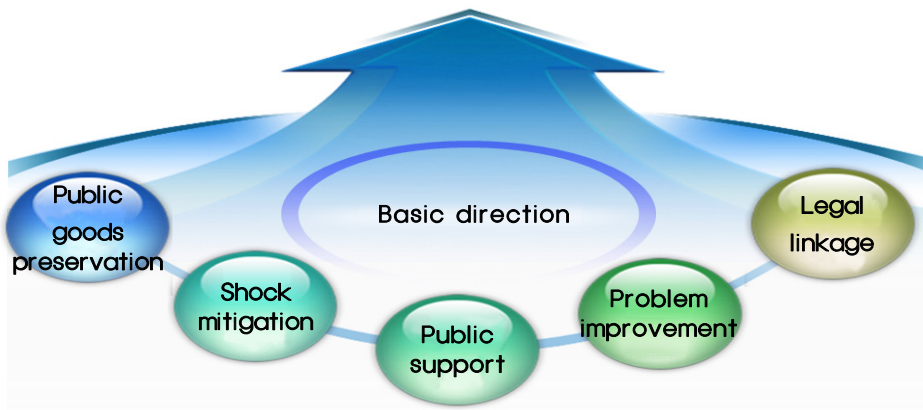 Basic direction
Public
goods
preservation
Shock
mitigation
Public
support
Problem
improvement
Legal
linkage